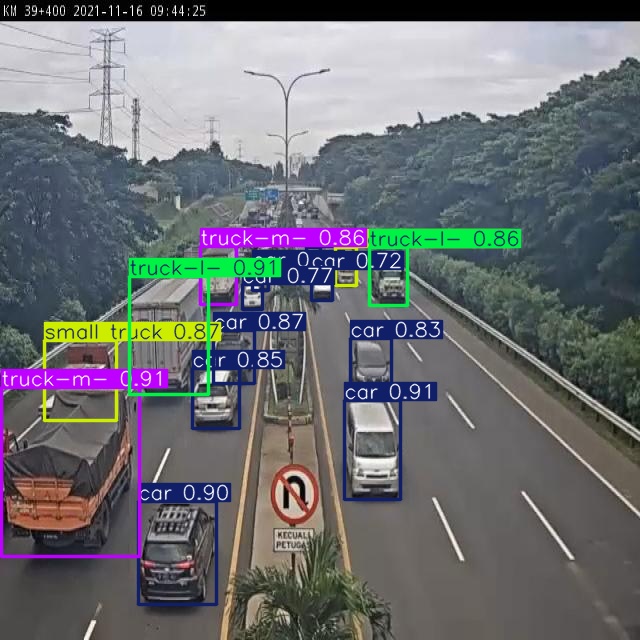 KM 39+400 2021-11-16 09:44:25
truck-m- 0.86
truck-l- 0.86
car 0.72
truck-l- 0.91
0.77
small truck 0.87
car 0.87
car 0.83
car 0.85
truck-m- 0.91
car 0.91
car 0.90
KECUALI
PETUGAS